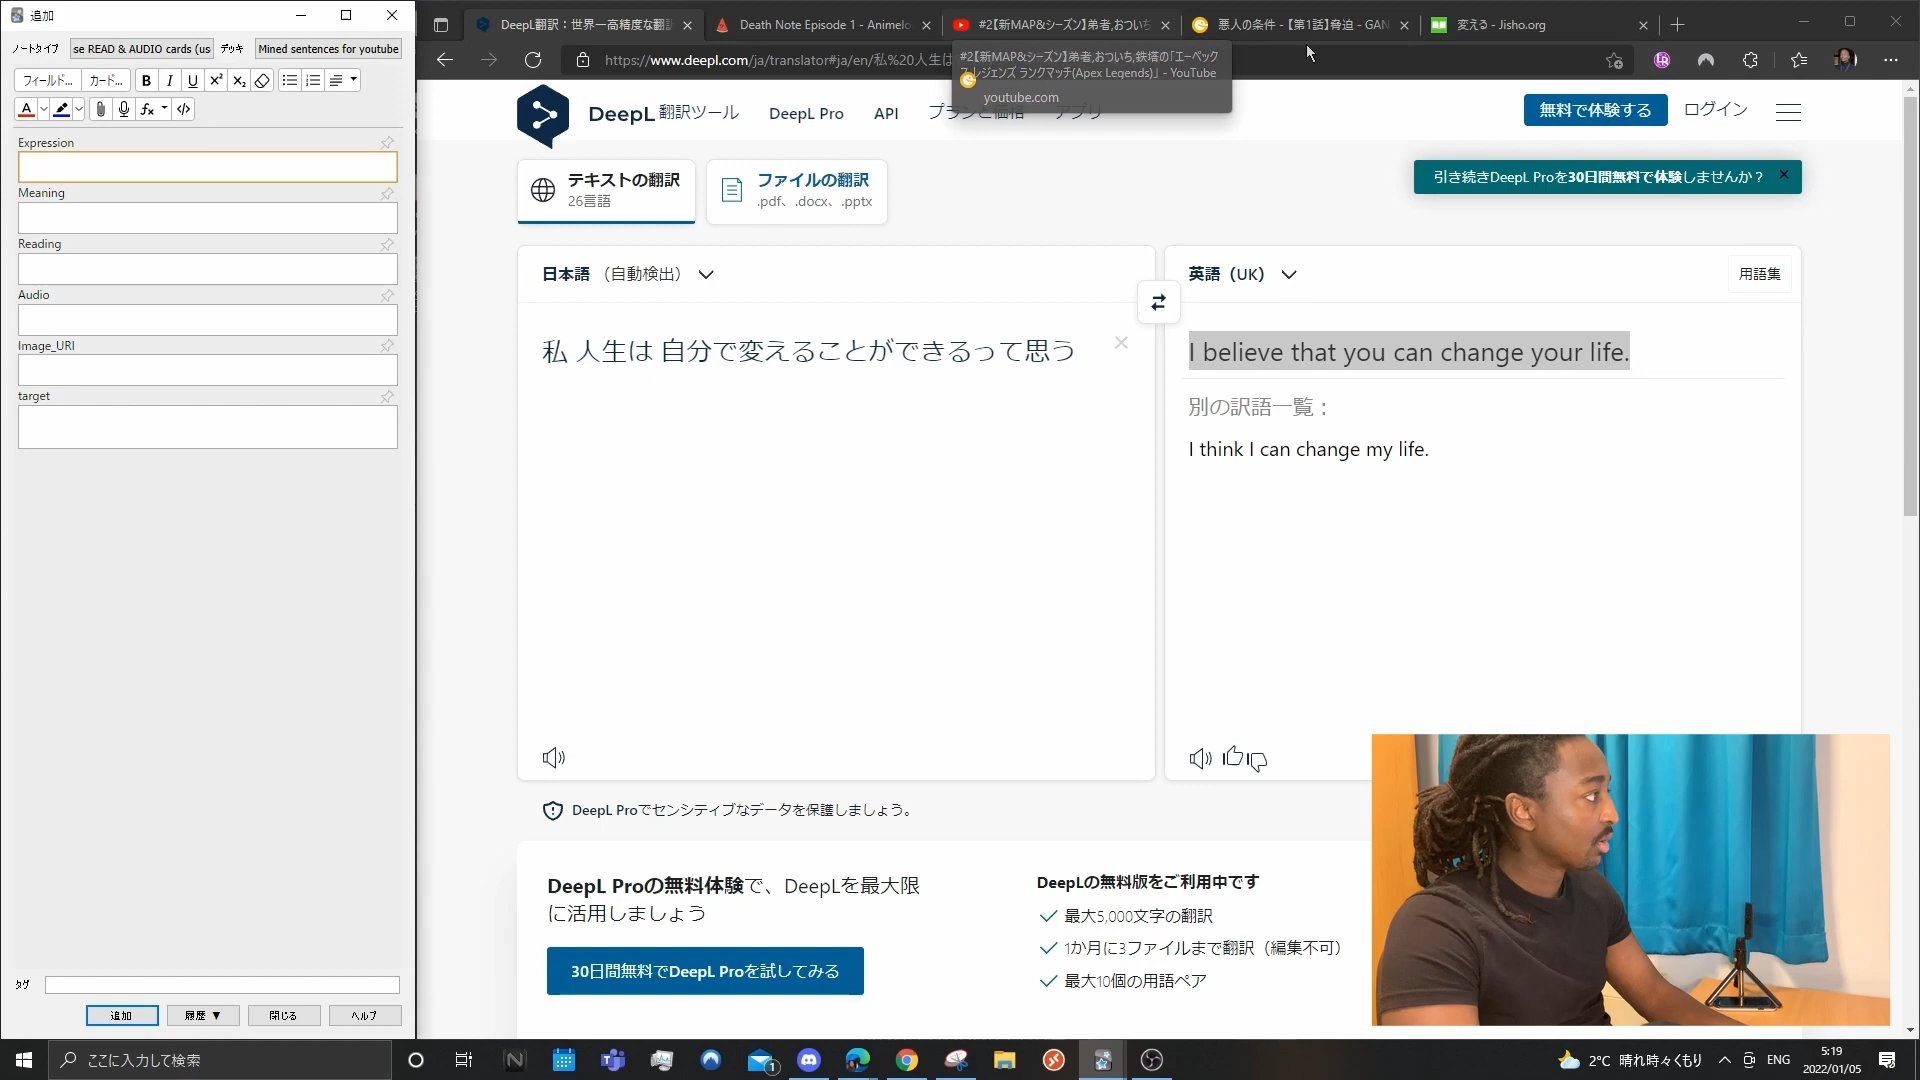 追加
ノートタイプ
se READ & AUDIO cards (us
デッキ
Mined sentences for youtube
フィールド...
カード...
Expression
Meaning
Reading
Audio
Image_URI
target
タグ
追加
履歴 ▼
閉じる
ヘルプ
DeepL翻訳：世界一高精度な翻訳
Death Note Episode 1 - Animelo
#2【新MAP&シーズン】弟者,おついち
悪人の条件 -【第1話】脅迫 - GAN
変える - Jisho.org
https://www.deepl.com/ja/translator#ja/en/私%20人生は
#2【新MAP&シーズン】弟者,おついち,鉄塔の「エーペックス
レジェンズ ランクマッチ(Apex Legends)」 - YouTube
youtube.com
DeepL 翻訳ツール
DeepL Pro
API
プランと価格
アプリ
無料で体験する
ログイン
テキストの翻訳
26言語
ファイルの翻訳
.pdf、.docx、.pptx
引き続きDeepL Proを30日間無料で体験しませんか？
日本語 （自動検出）
英語（UK）
用語集
私 人生は 自分で変えることができるって思う
I believe that you can change your life.
別の訳語一覧：
I think I can change my life.
DeepL Proでセンシティブなデータを保護しましょう。
DeepL Proの無料体験で、DeepLを最大限
に活用しましょう
30日間無料でDeepL Proを試してみる
DeepLの無料版をご利用中です
最大5,000文字の翻訳
1か月に3ファイルまで翻訳（編集不可）
最大10個の用語ペア
ここに入力して検索
2°C 晴れ時々くもり
ENG
5:19
2022/01/05